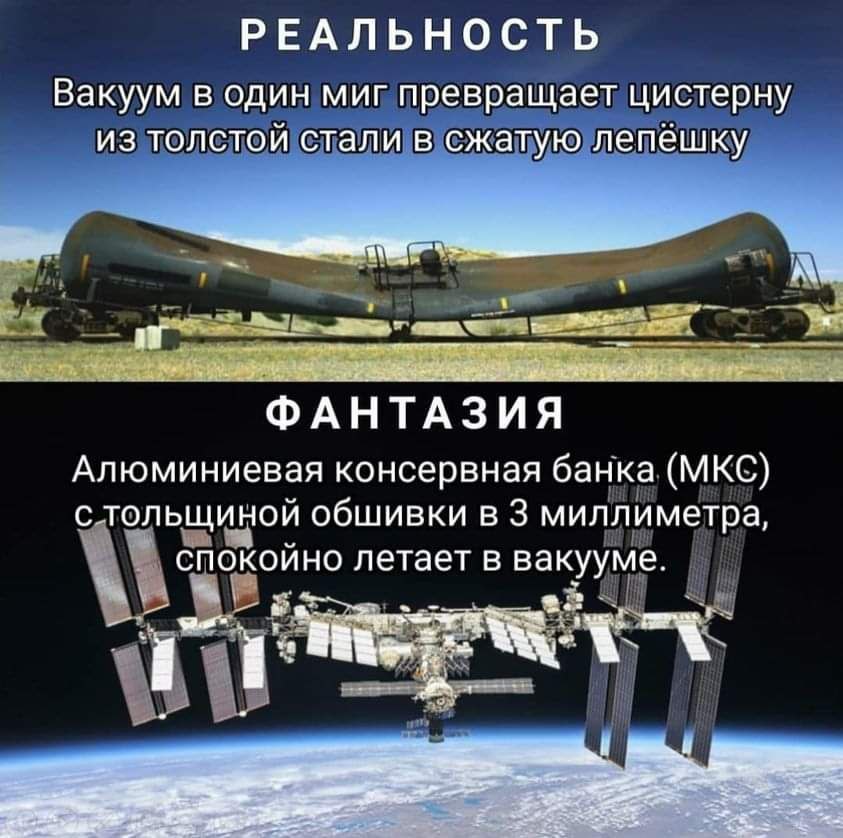 РЕАЛЬНОСТЬ
Вакуум в один миг превращает цистерну
из толстой стали в сжатую лепёшку
ФАНТАЗИЯ
Алюминиевая консервная банка (МКС)
с тольщиной обшивки в 3 миллиметра,
спокойно летает в вакууме.